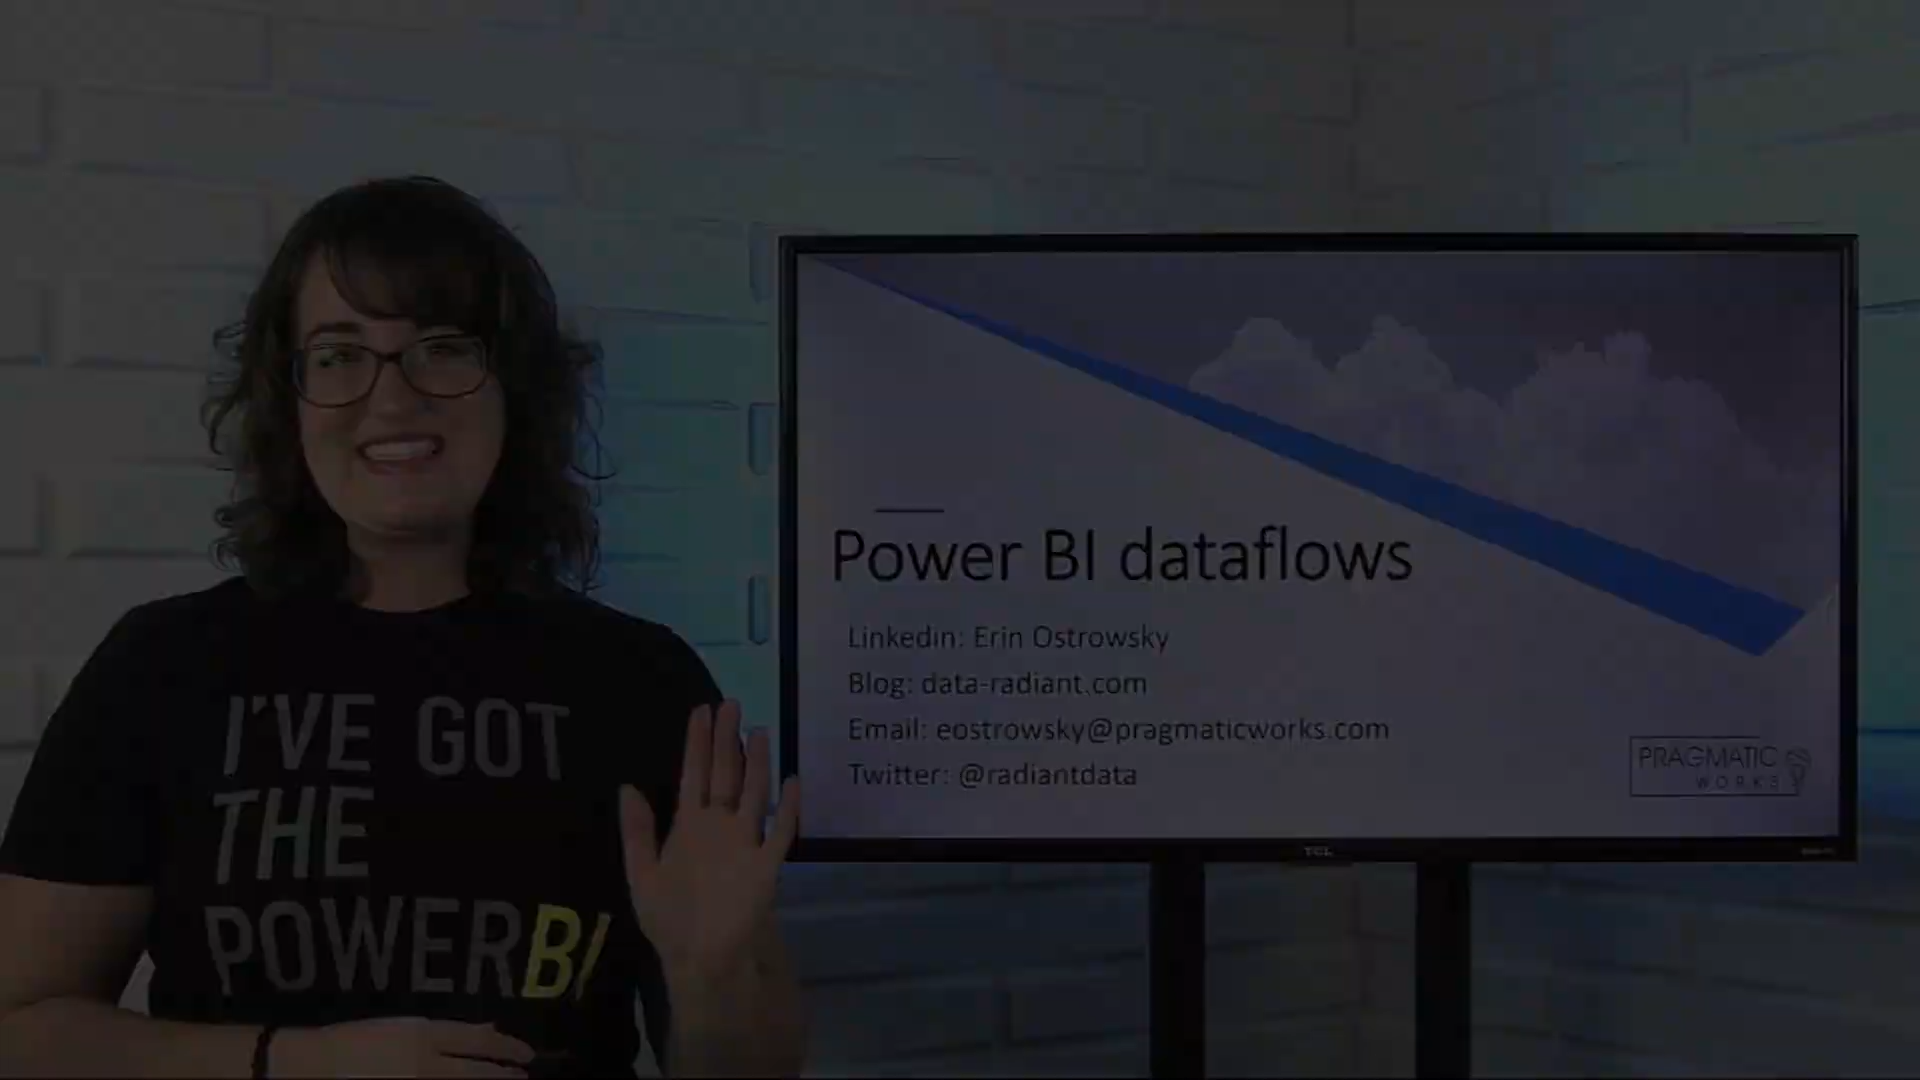 I'VE GOT
THE
POWERBI
Power BI dataflows
Linkedin: Erin Ostrowsky
Blog: data-radiant.com
Email: eostrowsky@pragmaticworks.com
Twitter: @radiantdata
PRAGMATIC
WORKS
TCL